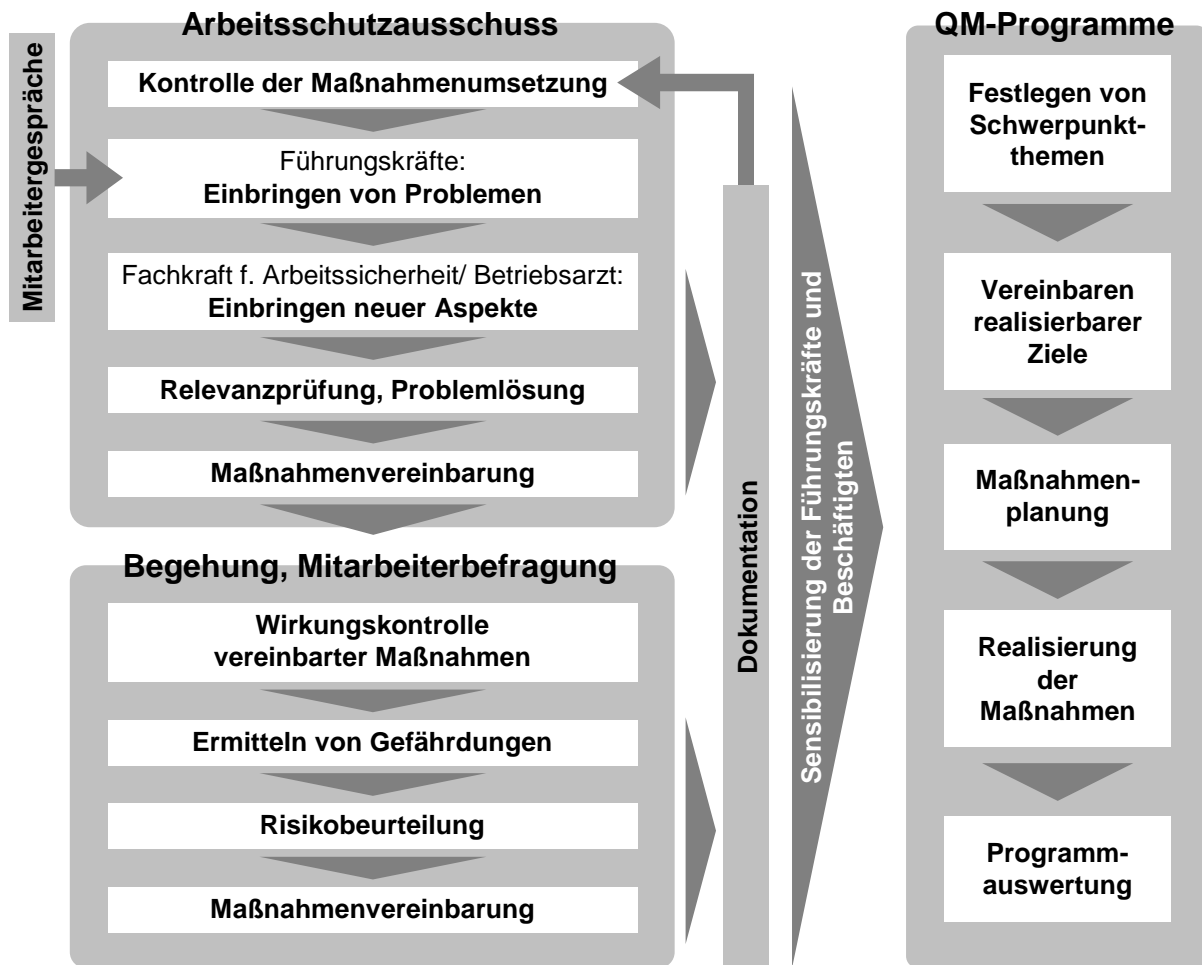 Mitarbeitergespräche
Arbeitsschutzausschuss
Kontrolle der Maßnahmenumsetzung
Führungskräfte:
Einbringen von Problemen
Fachkraft f. Arbeitssicherheit/ Betriebsarzt:
Einbringen neuer Aspekte
Relevanzprüfung, Problemlösung
Maßnahmenvereinbarung
Begehung, Mitarbeiterbefragung
Wirkungskontrolle
vereinbarter Maßnahmen
Ermitteln von Gefährdungen
Risikobeurteilung
Maßnahmenvereinbarung
Dokumentation
Sensibilisierung der Führungskräfte und
Beschäftigten
QM-Programme
Festlegen von
Schwerpunkt-
themen
Vereinbaren
realisierbarer
Ziele
Maßnahmen-
planung
Realisierung
der
Maßnahmen
Programm-
auswertung